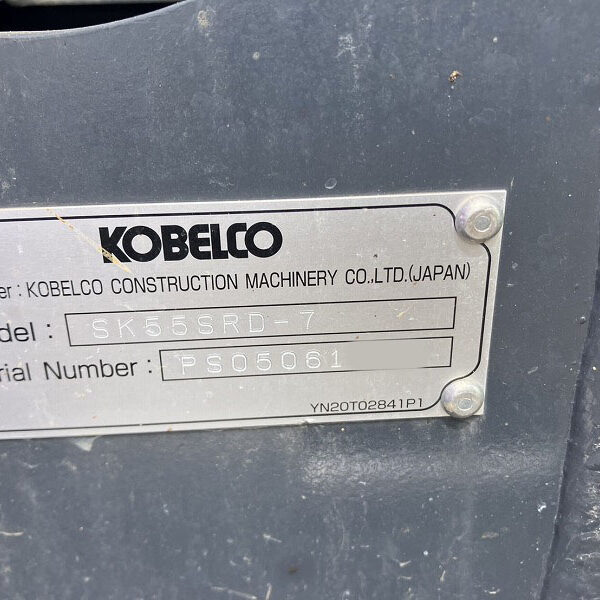 KOBELCO
er : KOBELCO CONSTRUCTION MACHINERY CO.,LTD.(JAPAN)
del : SK55SRD-7
rial Number : PS05061
YN20T02841P1